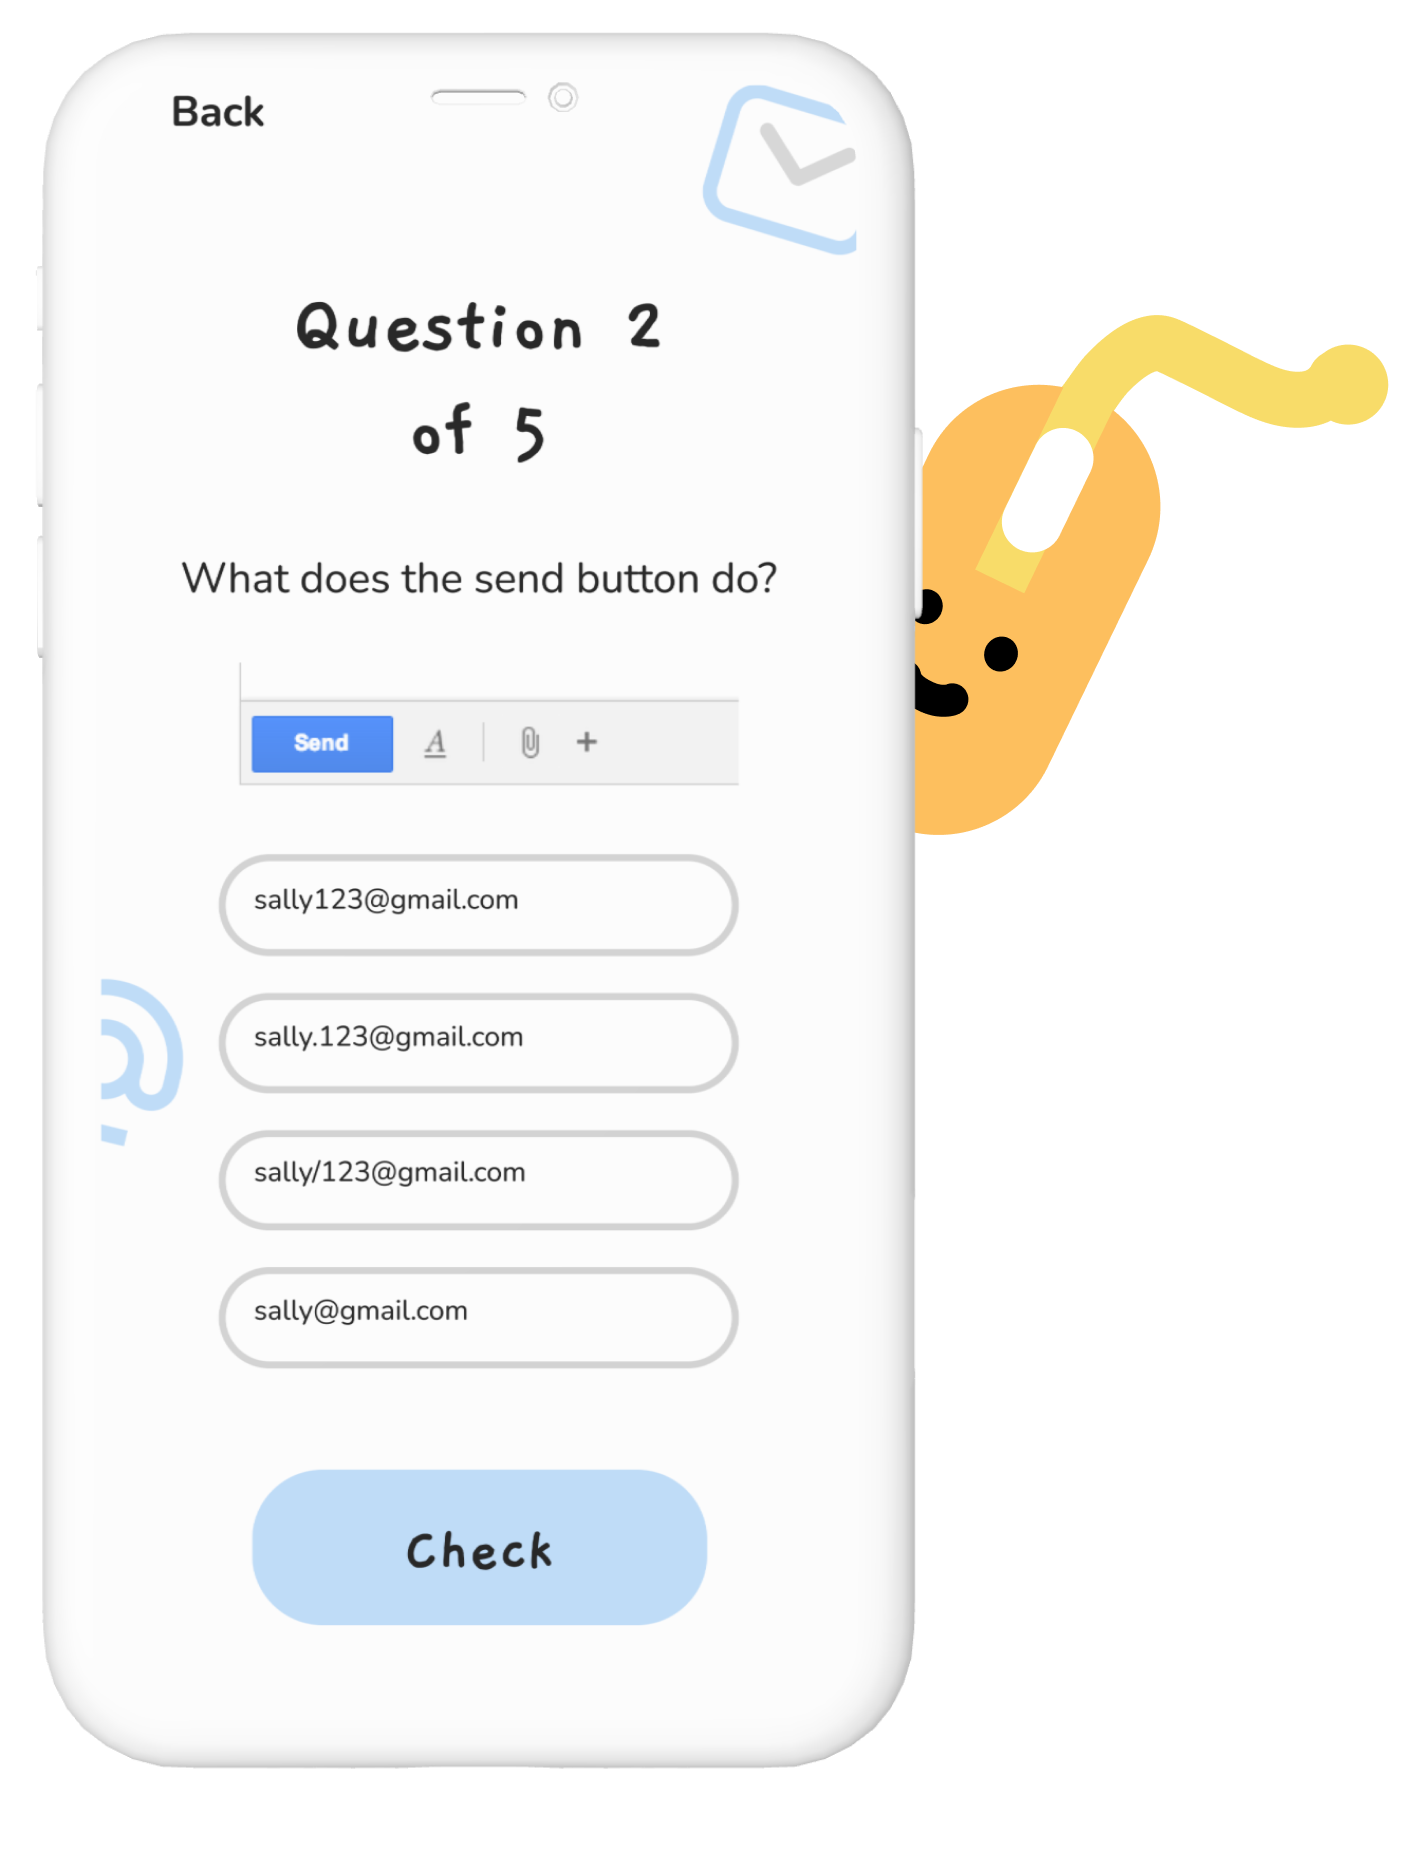 Back
Question 2
of 5
What does the send button do?
Send A +
sally123@gmail.com
sally.123@gmail.com
sally/123@gmail.com
sally@gmail.com
Check